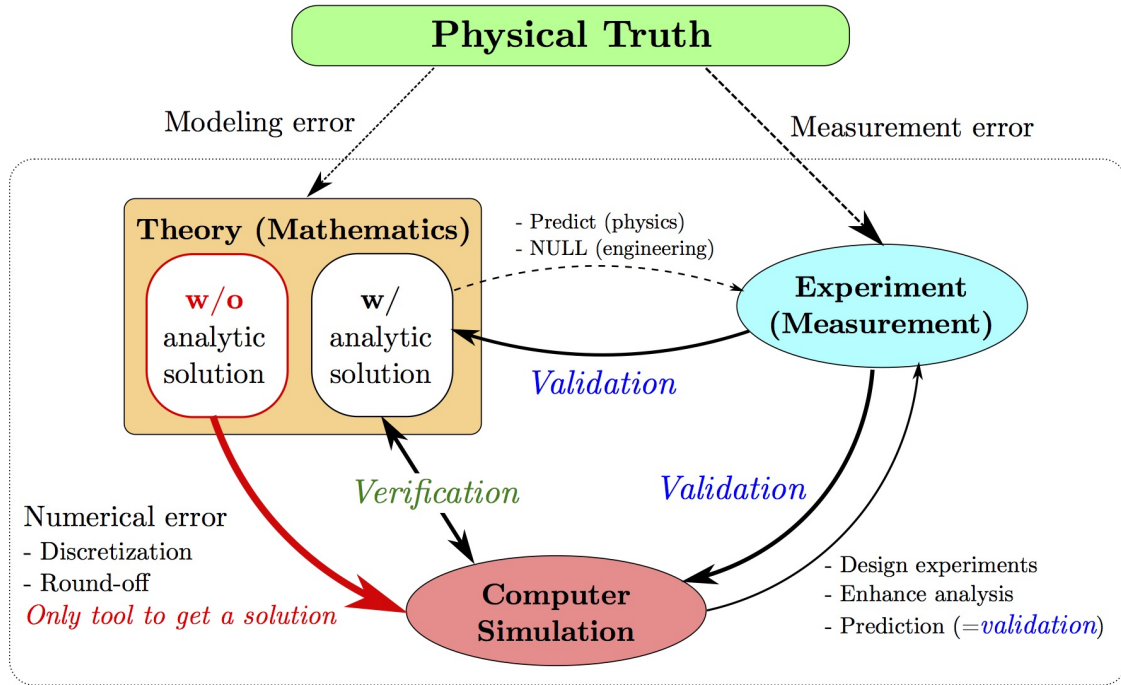 Physical Truth
Modeling error
Measurement error
Theory (Mathematics)
- Predict (physics)
- NULL (engineering)
w/o
analytic
solution
w/
analytic
solution
Experiment
(Measurement)
Validation
Verification
Validation
Numerical error
- Discretization
- Round-off
Only tool to get a solution
Computer
Simulation
- Design experiments
- Enhance analysis
- Prediction (=validation)